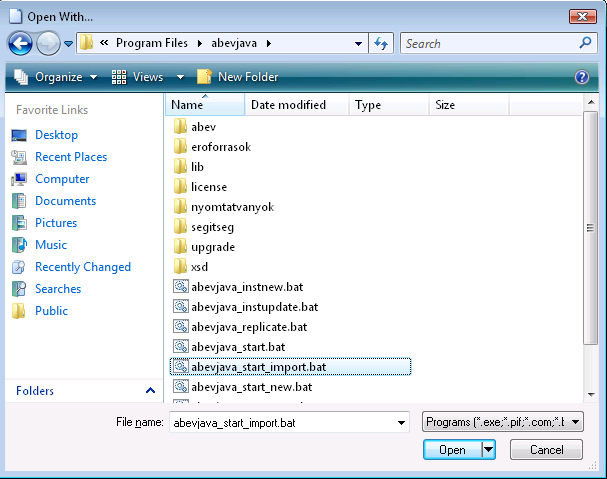 Open With...
« Program Files ▸ abevjava ▸
Search
Organize Views New Folder
Favorite Links
Desktop
Recent Places
Computer
Documents
Pictures
Music
Recently Changed
Searches
Public
Folders
Name Date modified Type Size
abev
eroforrasok
lib
license
nyomtatvanyok
segitseg
upgrade
xsd
abevjava_instnew.bat
abevjava_instupdate.bat
abevjava_replicate.bat
abevjava_start.bat
abevjava_start_import.bat
abevjava_start_new.bat
File name: abevjava_start_import.bat
Programs (*.exe;*.pif;*.com;*.b
Open Cancel